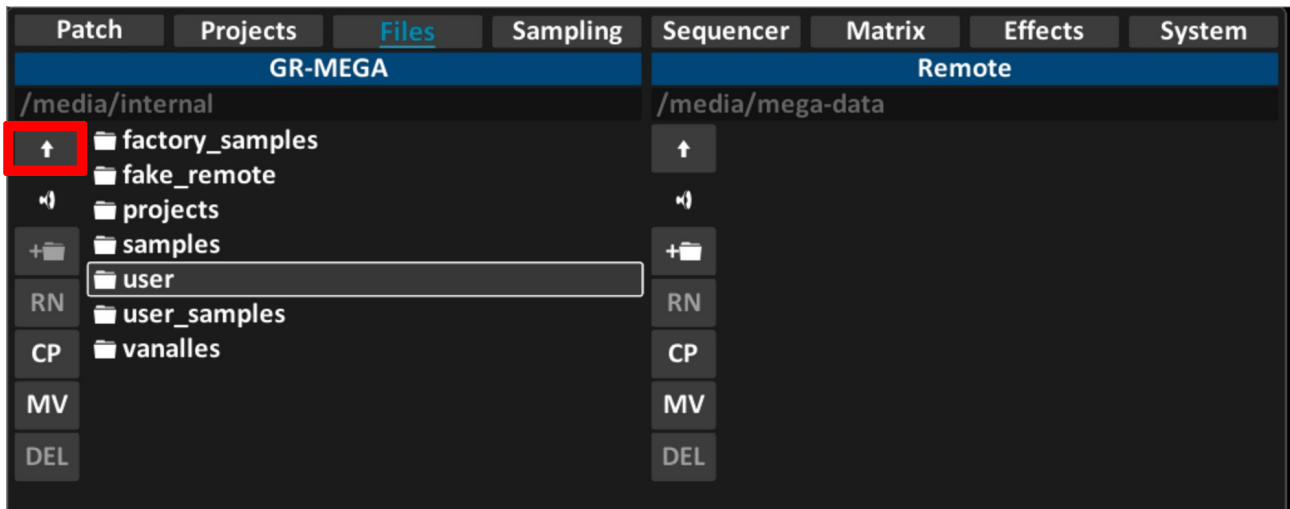 Patch Projects Files Sampling Sequencer Matrix Effects System
GR-MEGA
/media/internal
factory_samples
fake_remote
projects
samples
user
user_samples
vanalles
+
RN
CP
MV
DEL
Remote
/media/mega-data
+
RN
CP
MV
DEL